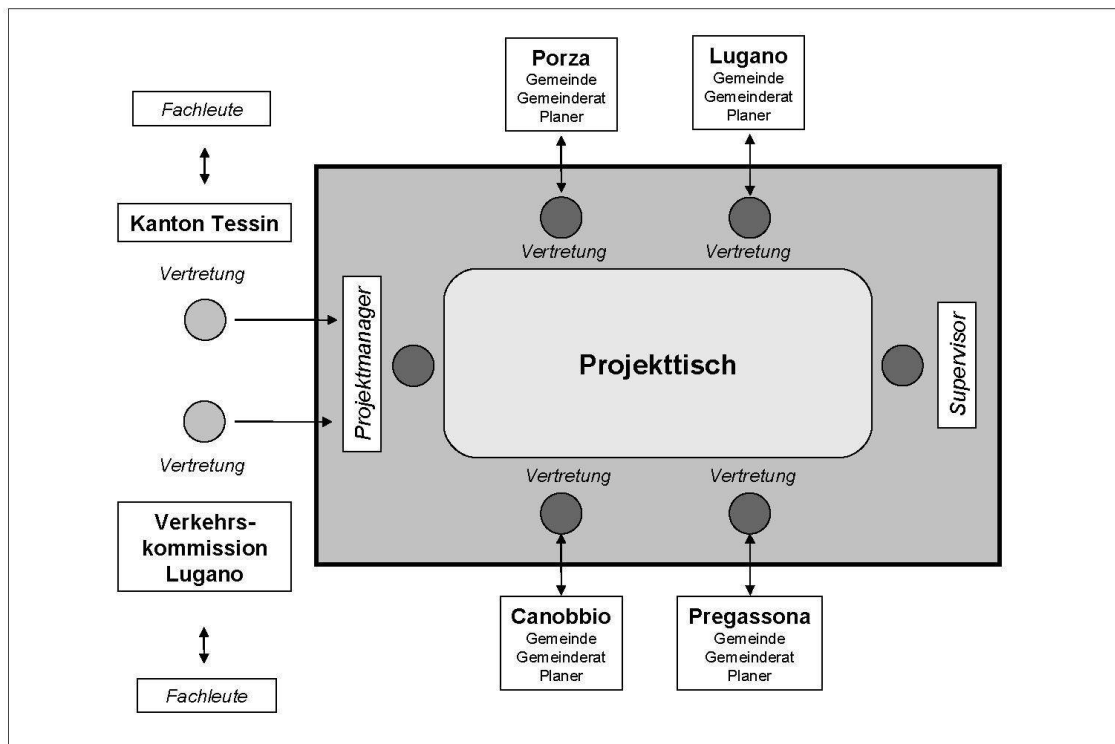 Porza
Gemeinde
Gemeinderat
Planer
Lugano
Gemeinde
Gemeinderat
Planer
Fachleute
Kanton Tessin
Vertretung
Vertretung
Vertretung
Projektmanager
Projekttisch
Supervisor
Vertretung
Verkehrs-
kommission
Lugano
Fachleute
Vertretung
Vertretung
Canobbio
Gemeinde
Gemeinderat
Planer
Pregassona
Gemeinde
Gemeinderat
Planer